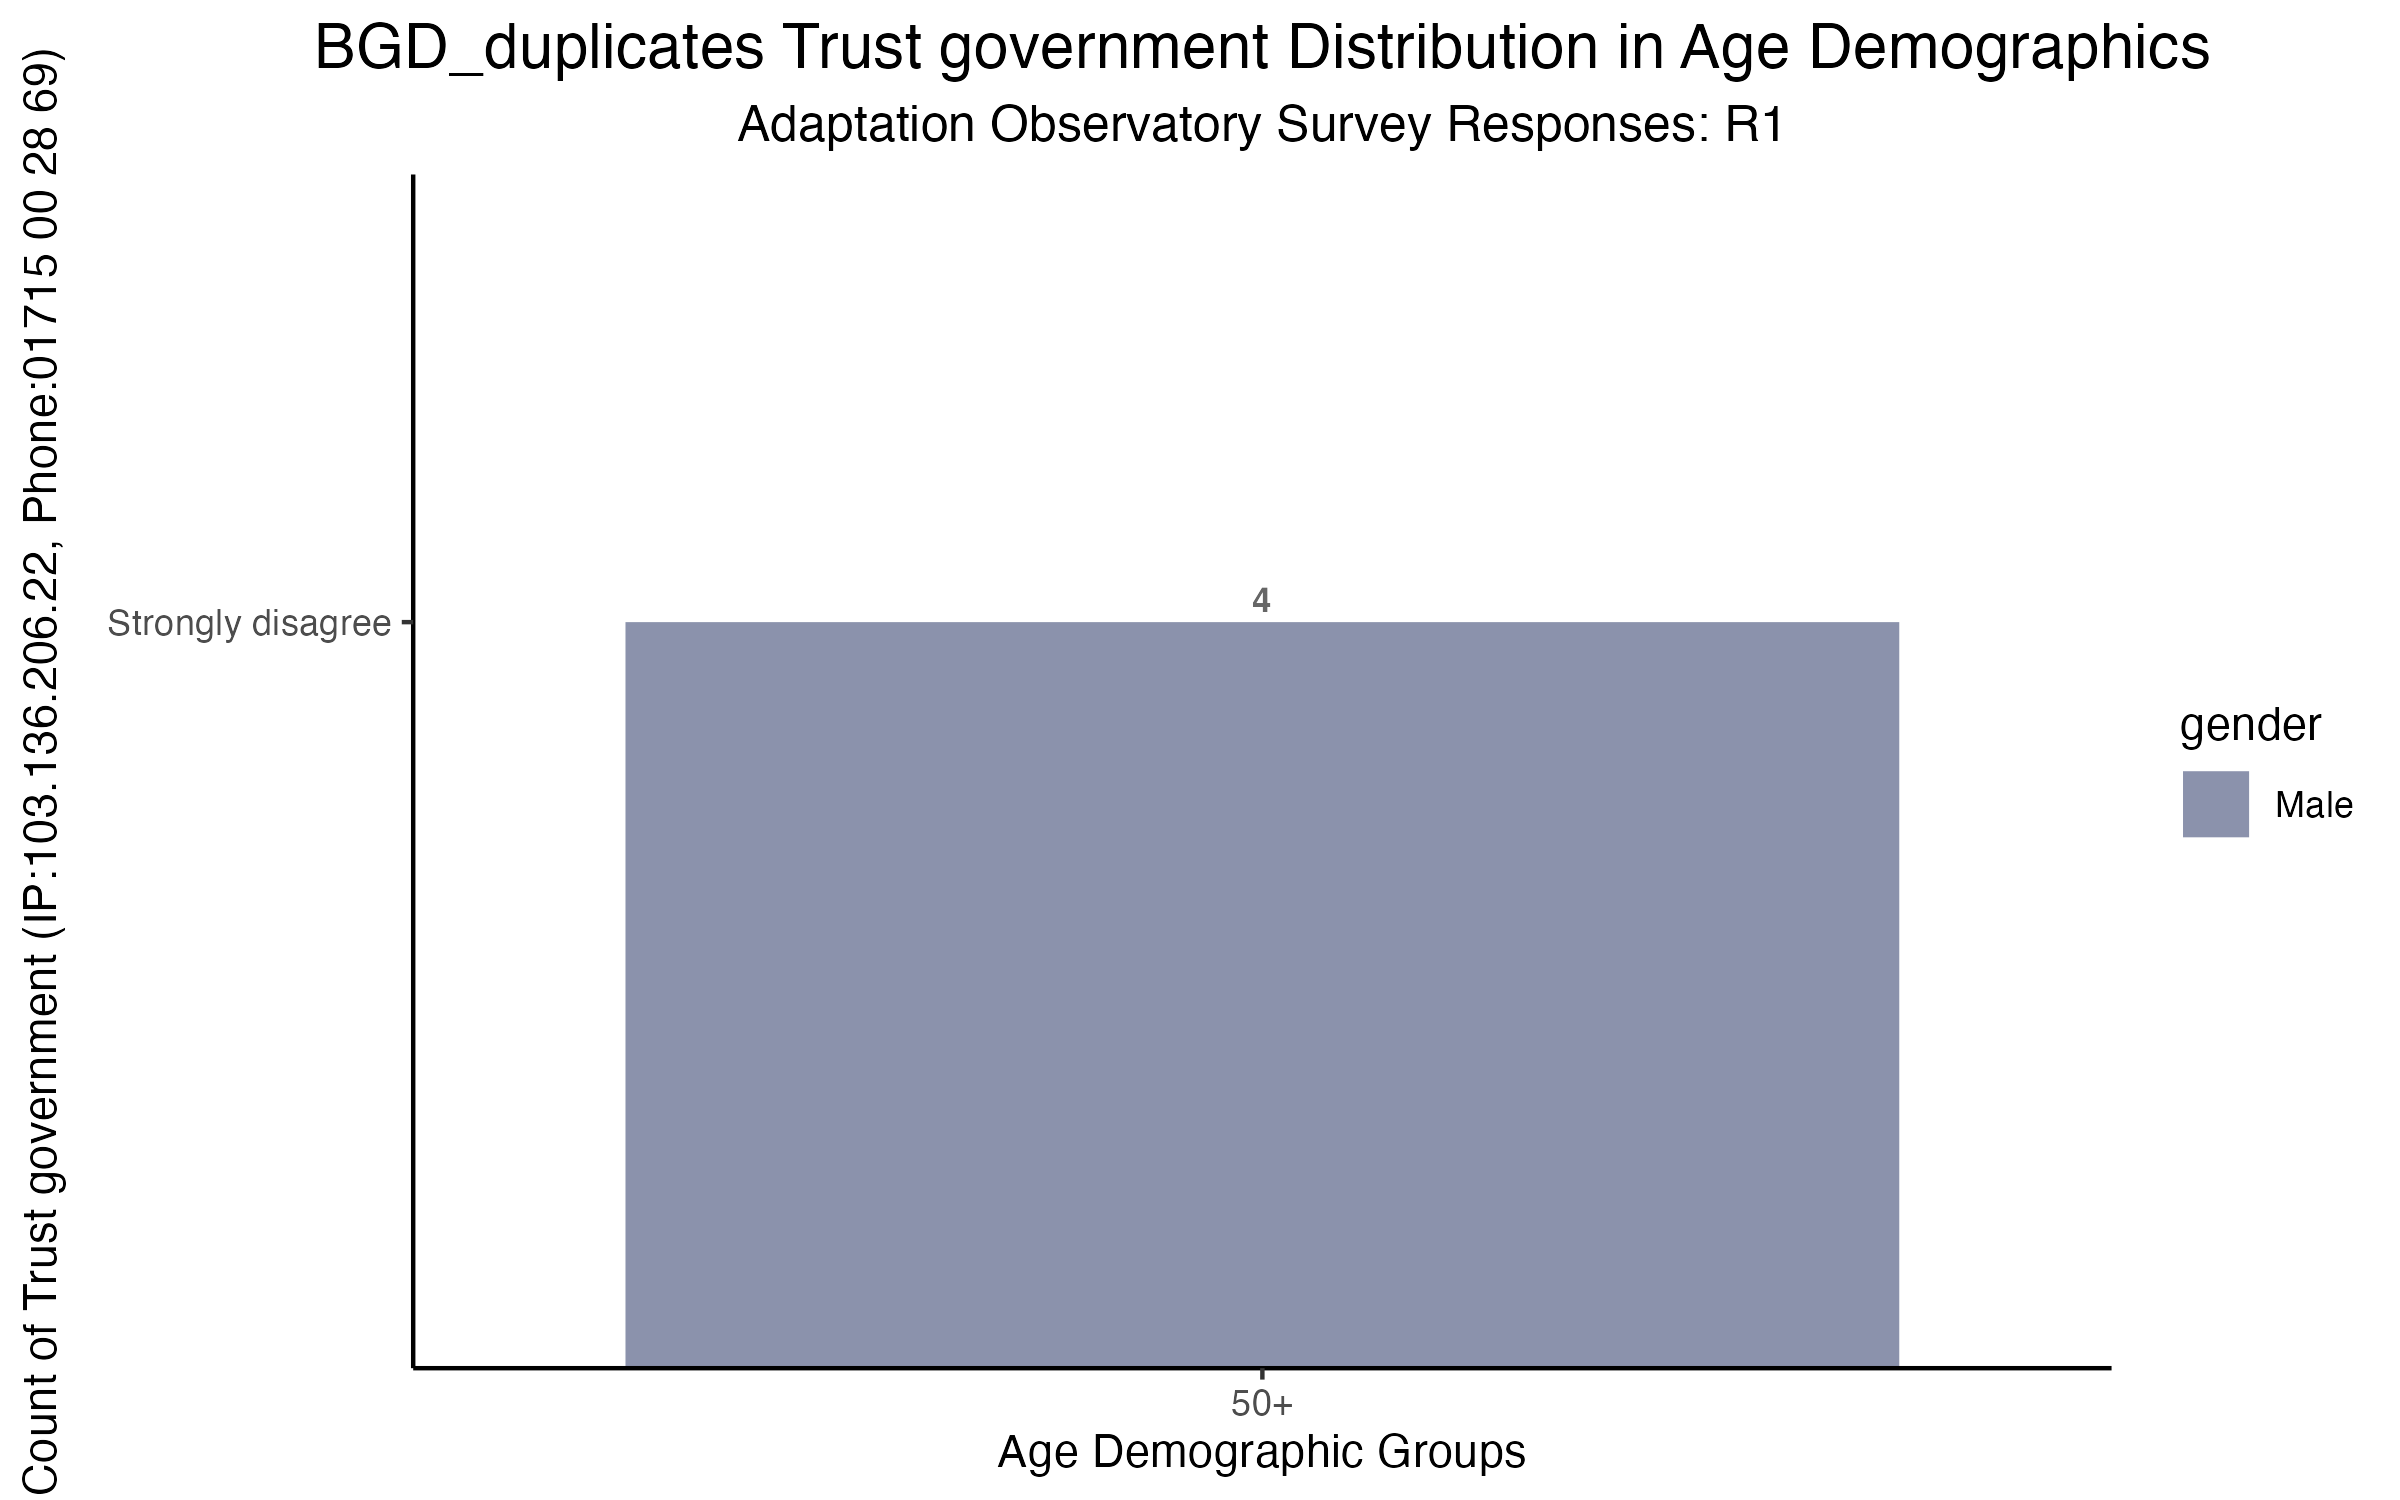 BGD_duplicates Trust government Distribution in Age Demographics
Adaptation Observatory Survey Responses: R1
Count of Trust government (IP:103.136.206.22, Phone:01715 00 28 69)
4
Strongly disagree
gender
Male
50+
Age Demographic Groups